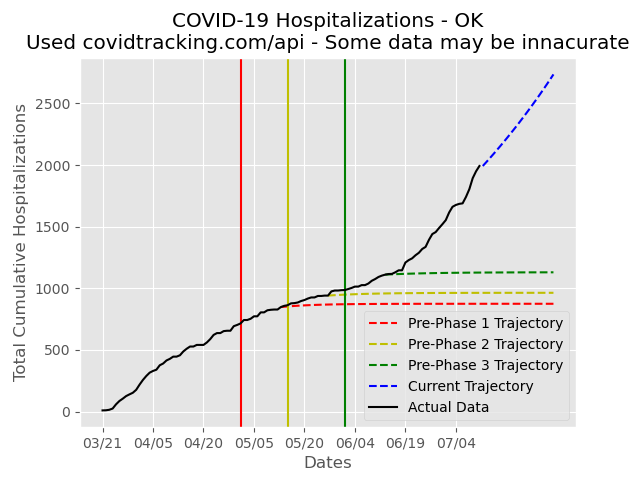 COVID-19 Hospitalizations - OK
Used covidtracking.com/api - Some data may be innacurate
Total Cumulative Hospitalizations
2500
2000
1500
1000
500
0
Pre-Phase 1 Trajectory
Pre-Phase 2 Trajectory
Pre-Phase 3 Trajectory
Current Trajectory
Actual Data
03/21 04/05 04/20 05/05 05/20 06/04 06/19 07/04
Dates